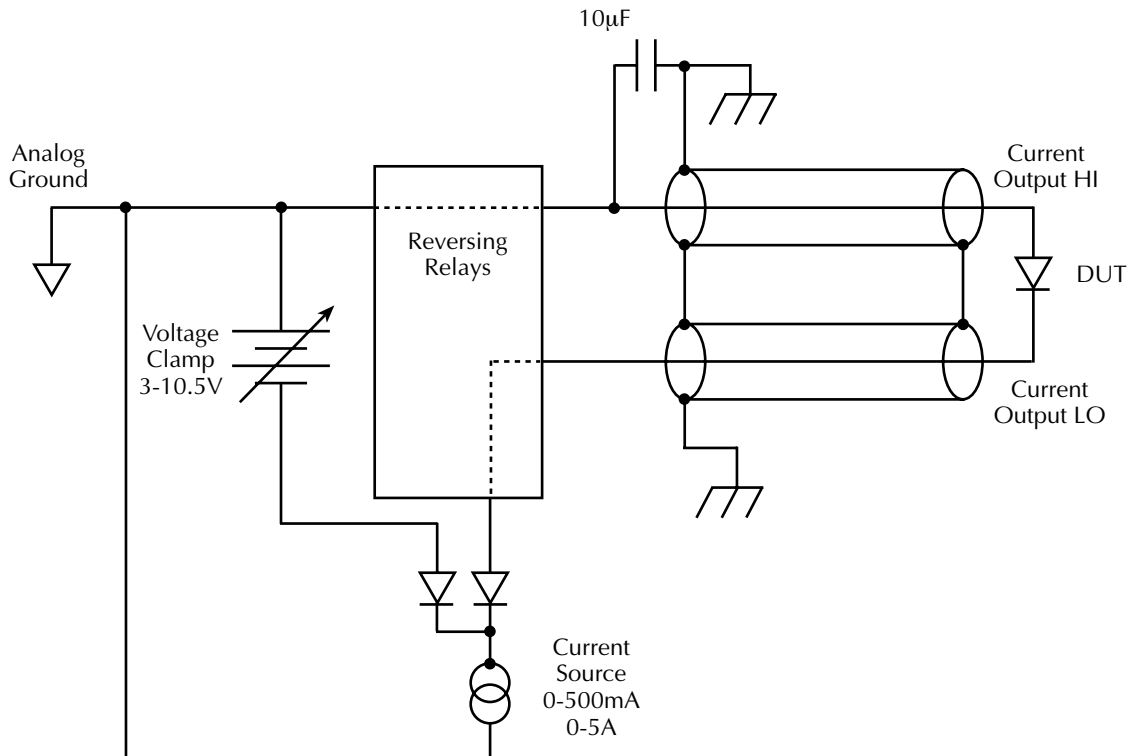 10µF
Analog
Ground
Current
Output HI
Reversing
Relays
DUT
Voltage
Clamp
3-10.5V
Current
Output LO
Current
Source
0-500mA
0-5A